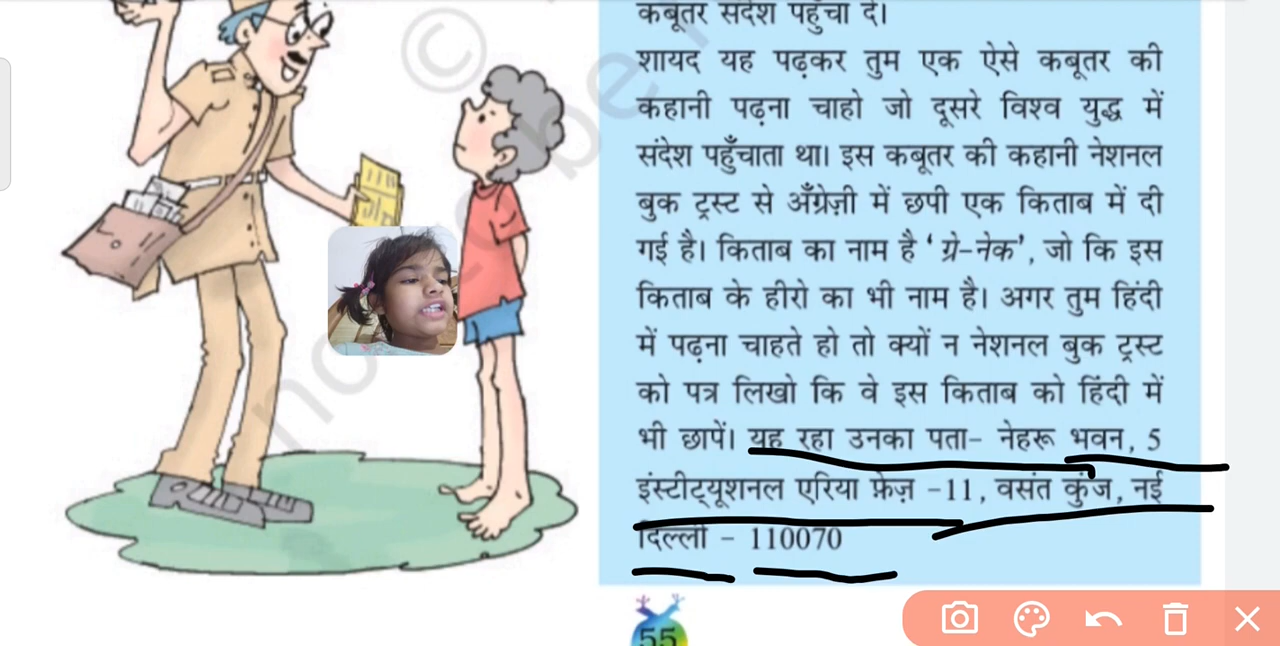 कबूतर संदेश पहुँचा दे।
शायद यह पढ़कर तुम एक ऐसे कबूतर की
कहानी पढ़ना चाहो जो दूसरे विश्व युद्ध में
संदेश पहुँचाता था। इस कबूतर की कहानी नेशनल
बुक ट्रस्ट से अँग्रेज़ी में छपी एक किताब में दी
गई है। किताब का नाम है ‘ग्रे-नेक’, जो कि इस
किताब के हीरो का भी नाम है। अगर तुम हिंदी
में पढ़ना चाहते हो तो क्यों न नेशनल बुक ट्रस्ट
को पत्र लिखो कि वे इस किताब को हिंदी में
भी छापें। यह रहा उनका पता- नेहरू भवन, 5
इंस्टीट्यूशनल एरिया फ़ेज़ -11, वसंत कुंज, नई
दिल्ली - 110070
55